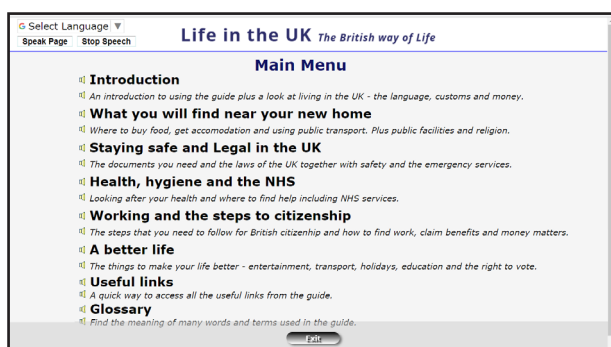 G Select Language ▼
Speak Page Stop Speech
Life in the UK The British way of Life
Main Menu
Introduction
An introduction to using the guide plus a look at living in the UK - the language, customs and money.
What you will find near your new home
Where to buy food, get accomodation and using public transport. Plus public facilities and religion.
Staying safe and Legal in the UK
The documents you need and the laws of the UK together with safety and the emergency services.
Health, hygiene and the NHS
Looking after your health and where to find help including NHS services.
Working and the steps to citizenship
The steps that you need to follow for British citizenhip and how to find work, claim benefits and money matters.
A better life
The things to make your life better - entertainment, transport, holidays, education and the right to vote.
Useful links
A quick way to access all the useful links from the guide.
Glossary
Find the meaning of many words and terms used in the guide.
Exit